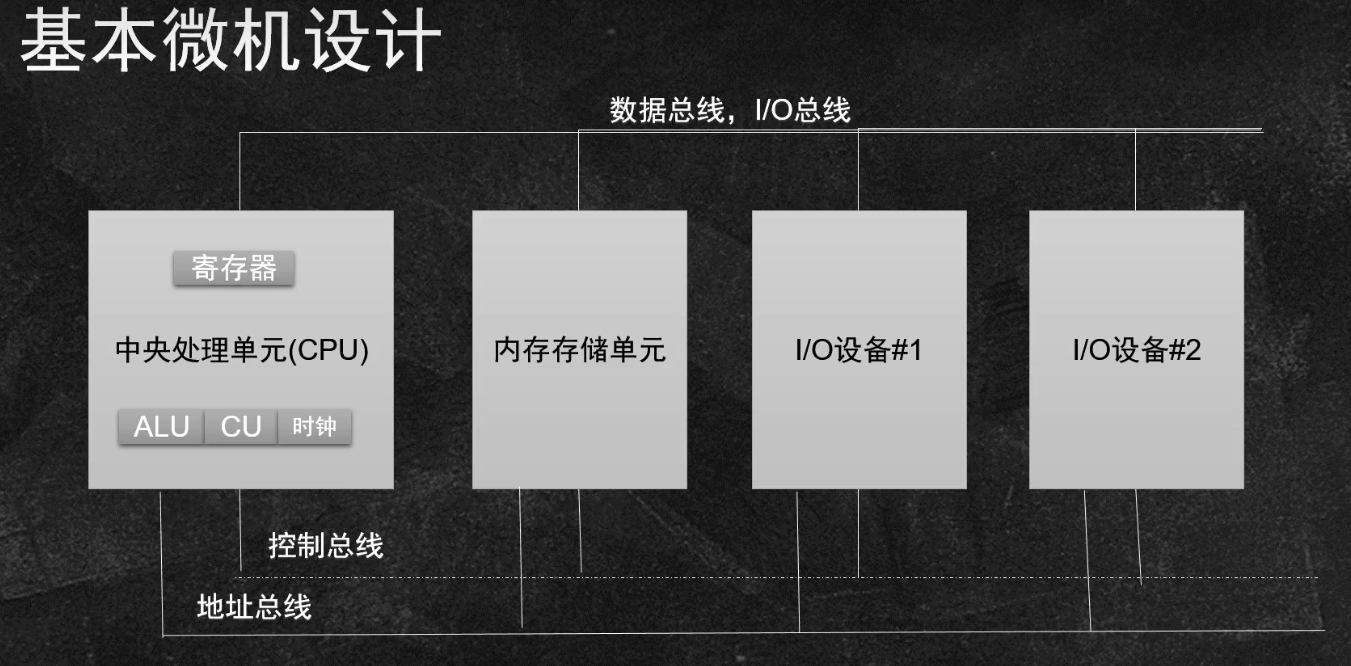 基本微机设计
数据总线，I/O总线
寄存器
中央处理单元(CPU)
ALU CU 时钟
内存存储单元
I/O设备#1
I/O设备#2
控制总线
地址总线